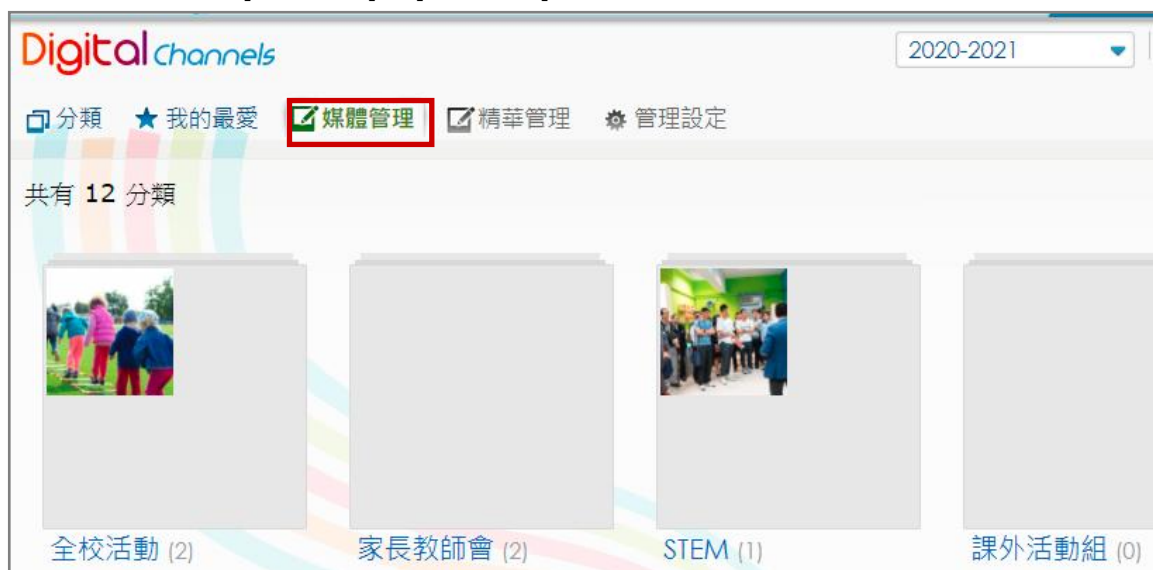 Digital Channels
2020-2021
分類 我的最愛 媒體管理 精華管理 管理設定
共有 12 分類
全校活動 (2) 家長教師會 (2) STEM (1) 課外活動組 (0)